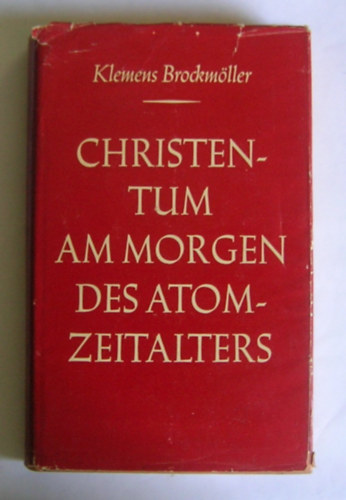 Klemens Brockmöller
CHRISTEN-
TUM
AM MORGEN
DES ATOM-
ZEITALTERS